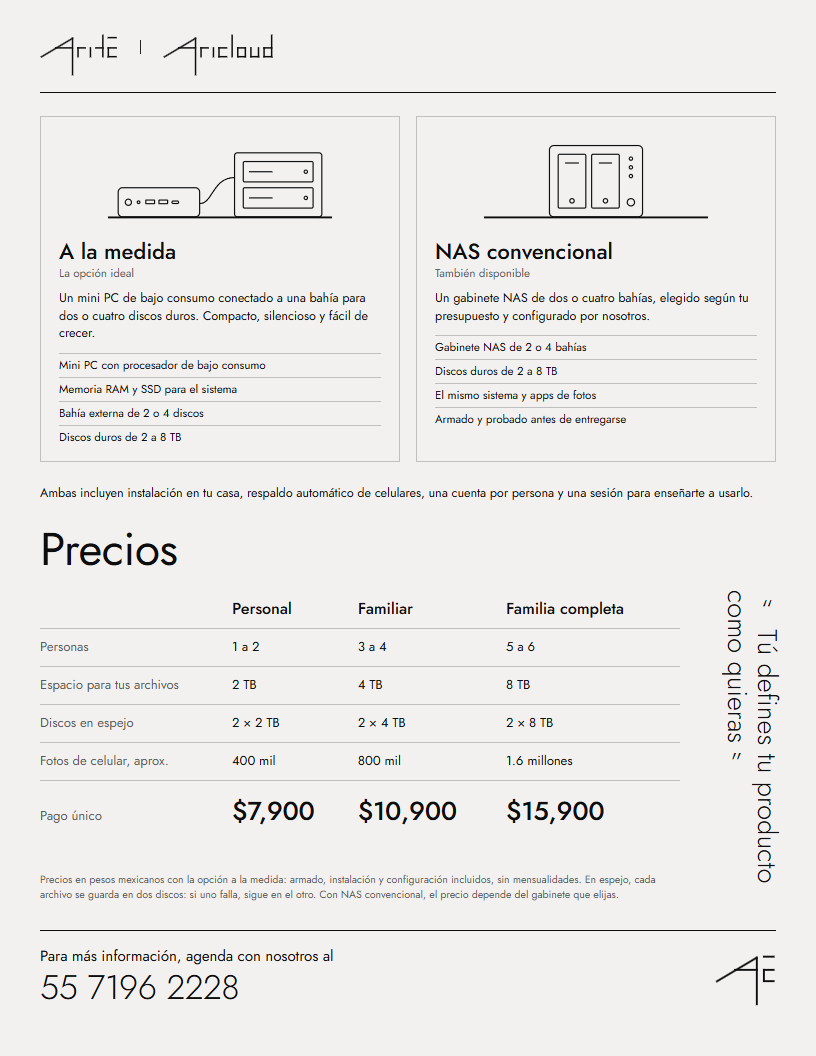 AritĒ | Aricloud
A la medida
La opción ideal
Un mini PC de bajo consumo conectado a una bahía para
dos o cuatro discos duros. Compacto, silencioso y fácil de
crecer.
Mini PC con procesador de bajo consumo
Memoria RAM y SSD para el sistema
Bahía externa de 2 o 4 discos
Discos duros de 2 a 8 TB
NAS convencional
También disponible
Un gabinete NAS de dos o cuatro bahías, elegido según tu
presupuesto y configurado por nosotros.
Gabinete NAS de 2 o 4 bahías
Discos duros de 2 a 8 TB
El mismo sistema y apps de fotos
Armado y probado antes de entregarse
Ambas incluyen instalación en tu casa, respaldo automático de celulares, una cuenta por persona y una sesión para enseñarte a usarlo.
Precios
Personal Familiar Familia completa
Personas 1 a 2 3 a 4 5 a 6
Espacio para tus archivos 2 TB 4 TB 8 TB
Discos en espejo 2 × 2 TB 2 × 4 TB 2 × 8 TB
Fotos de celular, aprox. 400 mil 800 mil 1.6 millones
Pago único $7,900 $10,900 $15,900
" Tú defines tu producto
como quieras "
Precios en pesos mexicanos con la opción a la medida: armado, instalación y configuración incluidos, sin mensualidades. En espejo, cada
archivo se guarda en dos discos: si uno falla, sigue en el otro. Con NAS convencional, el precio depende del gabinete que elijas.
Para más información, agenda con nosotros al
55 7196 2228
AĒ